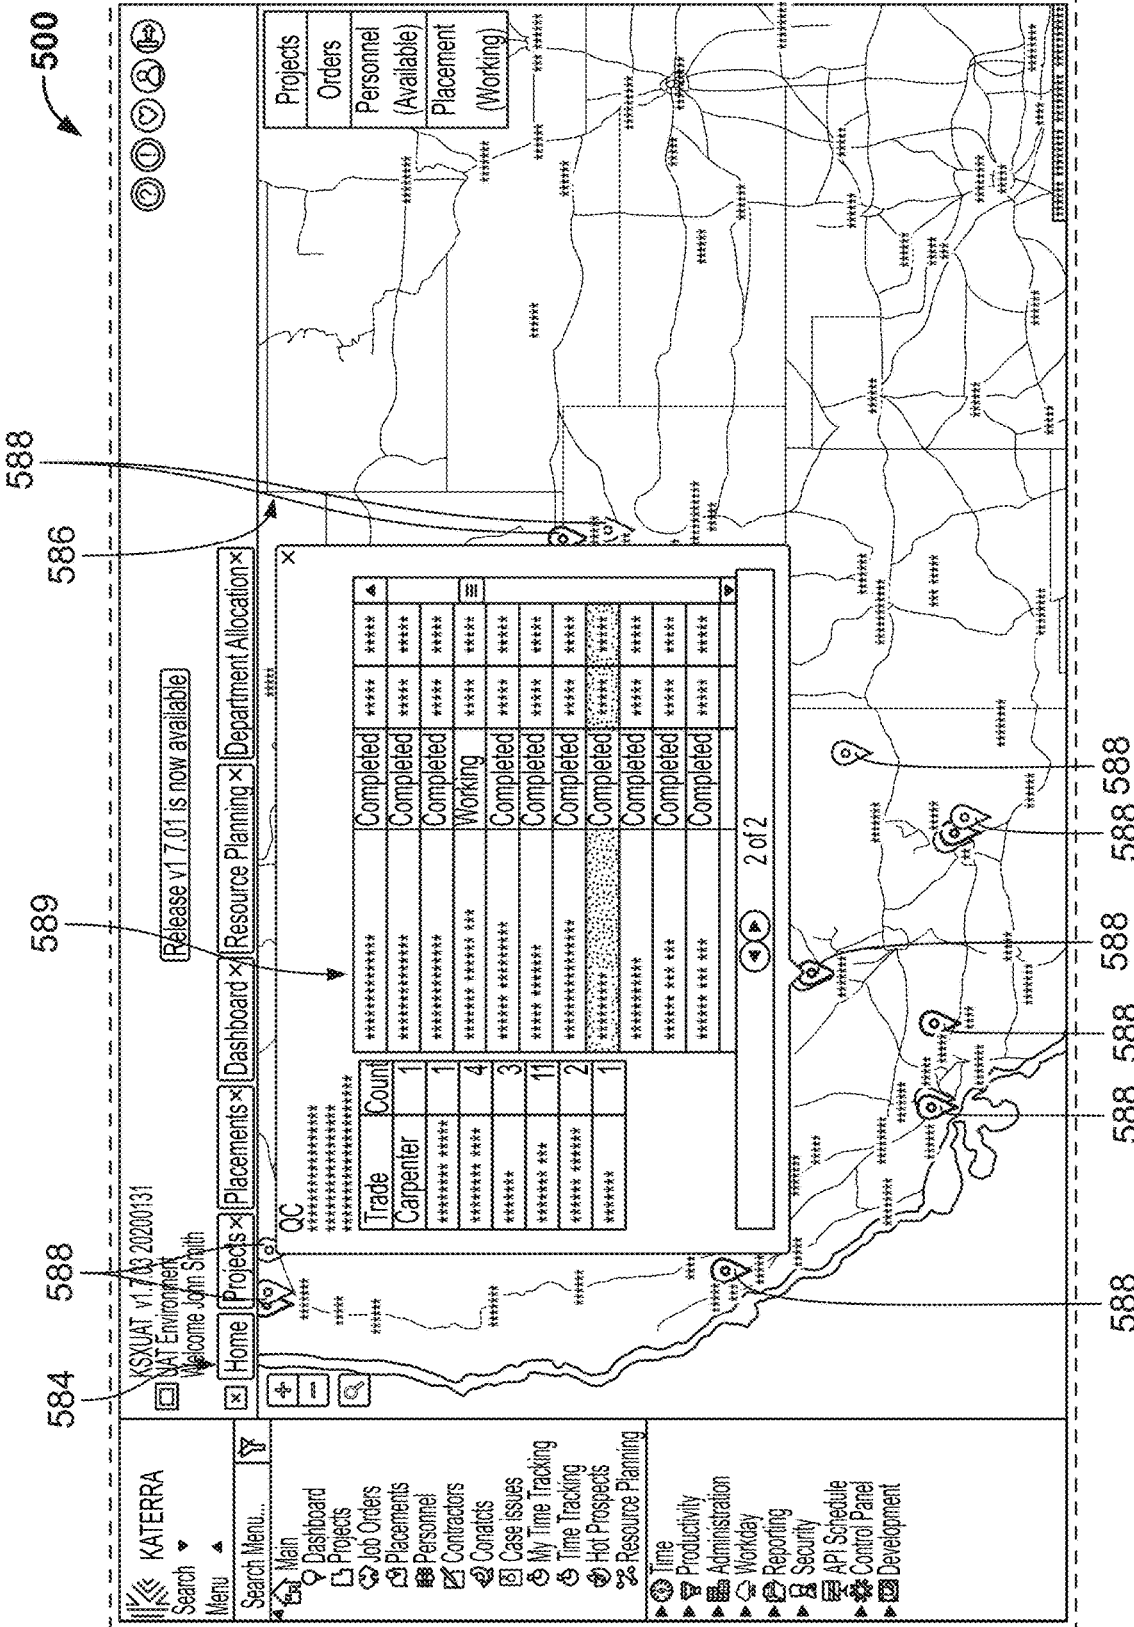 500
KATERRA
Search
Menu
Search Menu...
Main
Dashboard
Projects
Job Orders
Placements
Personnel
Contractors
Conatcts
Case issues
My Time Tracking
Time Tracking
Hot Prospects
Resource Planning
Time
Productivity
Administration
Workday
Reporting
Security
API Schedule
Control Panel
Development
584
588
589
586
588
KSXUAT v1.7/03 20200131
UAT Environment
Welcome John Smith
Release v1 7.01 is now available
Home Projects × Placements × Dashboard × Resource Planning × Department Allocation ×
Projects
Orders
Personnel
(Available)
Placement
(Working)
QC
********************
***********************
Trade Count
Carpenter 1
******** **** 1
******* **** 4
******* 3
******* *** 11
***** ****** 2
******* 1
*************** Completed ***** *****
*************** Completed ***** *****
*************** Completed ***** *****
******* ****** *** Working ***** *****
****** ******** Completed ***** *****
***** ******* Completed ***** *****
***************** Completed ***** *****
********** Completed ***** *****
*********** Completed ***** *****
****** *** *** Completed ***** *****
****** *** *** Completed ***** *****
2 of 2
588
588
588
588
588
588